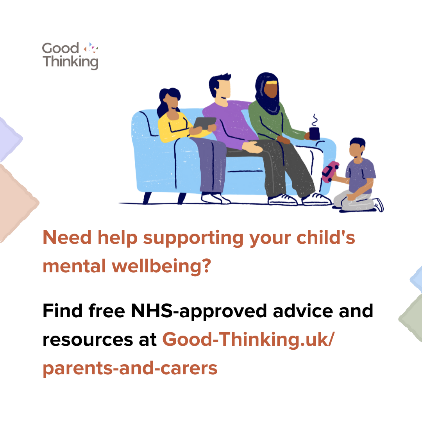 Good
Thinking
Need help supporting your child's
mental wellbeing?
Find free NHS-approved advice and
resources at Good-Thinking.uk/
parents-and-carers